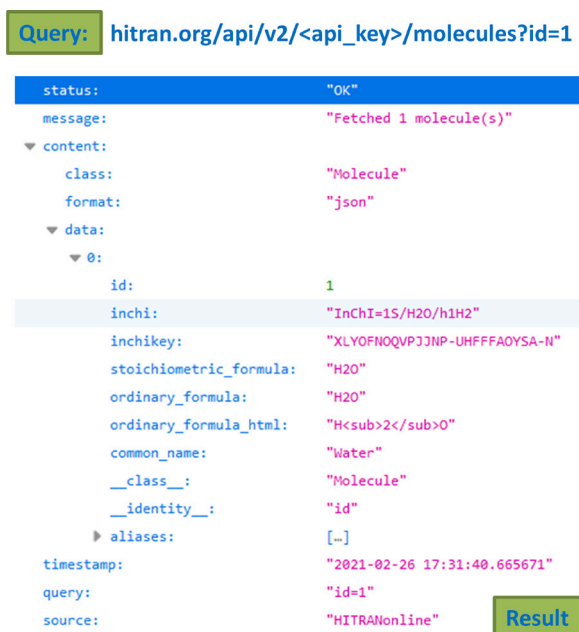 Query: hitran.org/api/v2/<api_key>/molecules?id=1
status: "OK"
message: "Fetched 1 molecule(s)"
content:
class: "Molecule"
format: "json"
data:
0:
id: 1
inchi: "InChI=1S/H2O/h1H2"
inchikey: "XLYOFNOQVPJJNP-UHFFFAOYSA-N"
stoichiometric_formula: "H2O"
ordinary_formula: "H2O"
ordinary_formula_html: "H<sub>2</sub>O"
common_name: "Water"
__class__: "Molecule"
__identity__: "id"
aliases: […]
timestamp: "2021-02-26 17:31:40.665671"
query: "id=1"
source: "HITRANonline" Result